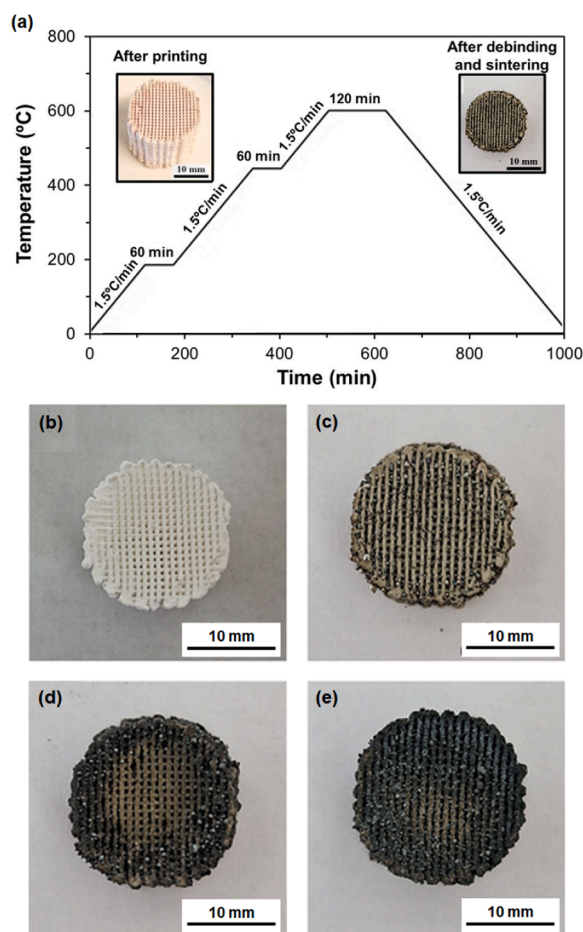 (a)
800
600
400
200
0
Temperature (ºC)
After printing
10 mm
After debinding
and sintering
10 mm
1.5ºC/min
60 min
1.5ºC/min
60 min
1.5ºC/min
120 min
1.5ºC/min
0
200
400
600
800
1000
Time (min)
(b)
10 mm
(c)
10 mm
(d)
10 mm
(e)
10 mm